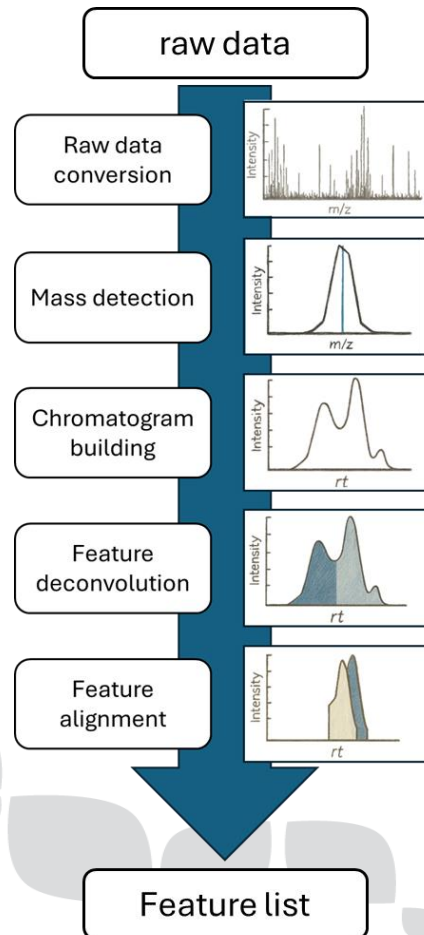 raw data
Raw data
conversion
Intensity
m/z
Mass detection
Intensity
m/z
Chromatogram
building
Intensity
rt
Feature
deconvolution
Intensity
rt
Feature
alignment
Intensity
rt
Feature list